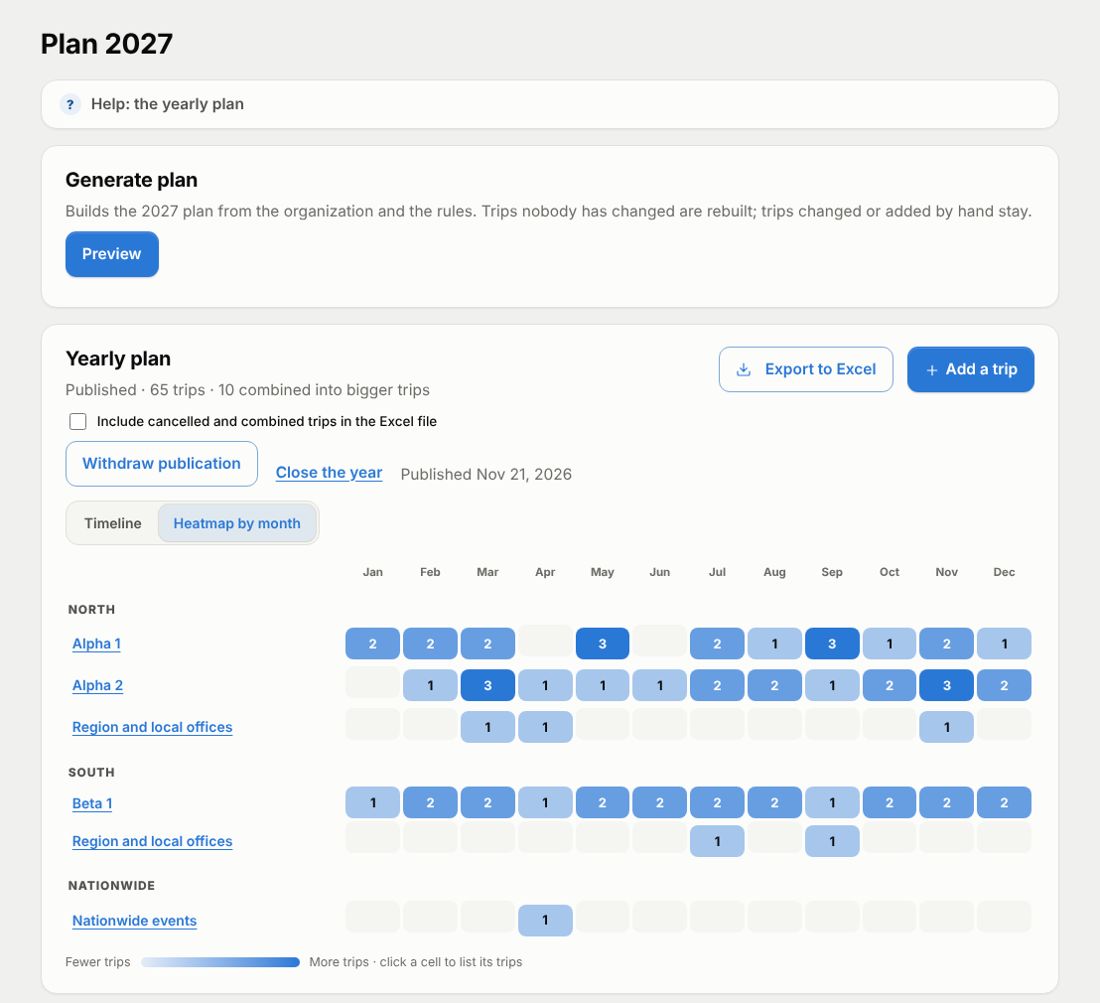 Plan 2027
? Help: the yearly plan
Generate plan
Builds the 2027 plan from the organization and the rules. Trips nobody has changed are rebuilt; trips changed or added by hand stay.
Preview
Yearly plan
Published · 65 trips · 10 combined into bigger trips
Export to Excel
+ Add a trip
Include cancelled and combined trips in the Excel file
Withdraw publication Close the year Published Nov 21, 2026
Timeline Heatmap by month
Jan Feb Mar Apr May Jun Jul Aug Sep Oct Nov Dec
NORTH
Alpha 1 2 2 2 3 2 1 3 1 2 1
Alpha 2 1 3 1 1 1 2 2 1 2 3 2
Region and local offices 1 1 1
SOUTH
Beta 1 1 2 2 1 2 2 2 2 1 2 2 2
Region and local offices 1 1
NATIONWIDE
Nationwide events 1
Fewer trips More trips · click a cell to list its trips